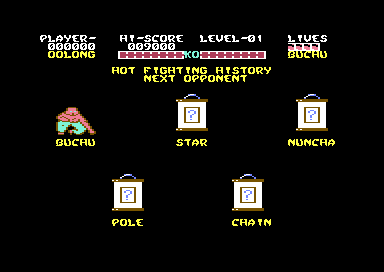 PLAYER- HI-SCORE LEVEL-01 LIVES
000000 009000
OOLONG KO BUCHU
HOT FIGHTING HISTORY
NEXT OPPONENT
? ?
BUCHU STAR NUNCHA
? ?
POLE CHAIN